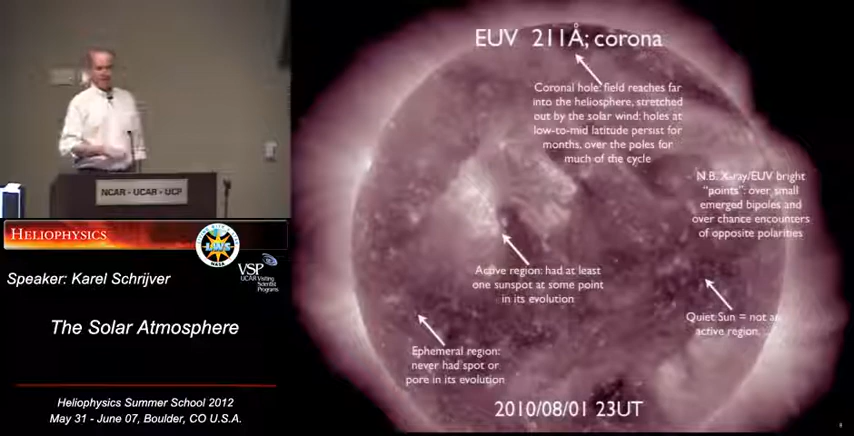 NCAR - UCAR - UCP
HELIOPHYSICS
VSP
UCAR Visiting
Scientist
Programs
Speaker: Karel Schrijver
The Solar Atmosphere
Heliophysics Summer School 2012
May 31 - June 07, Boulder, CO U.S.A.
EUV 211Å; corona
Coronal hole: field reaches far
into the heliosphere, stretched
out by the solar wind; holes at
low-to-mid latitude persist for
months, over the poles for
much of the cycle
N.B. X-ray/EUV bright
"points": over small
emerged bipoles and
over chance encounters
of opposite polarities
Active region: had at least
one sunspot at some point
in its evolution
Quiet Sun = not an
active region...
Ephemeral region:
never had spot or
pore in its evolution
2010/08/01 23UT